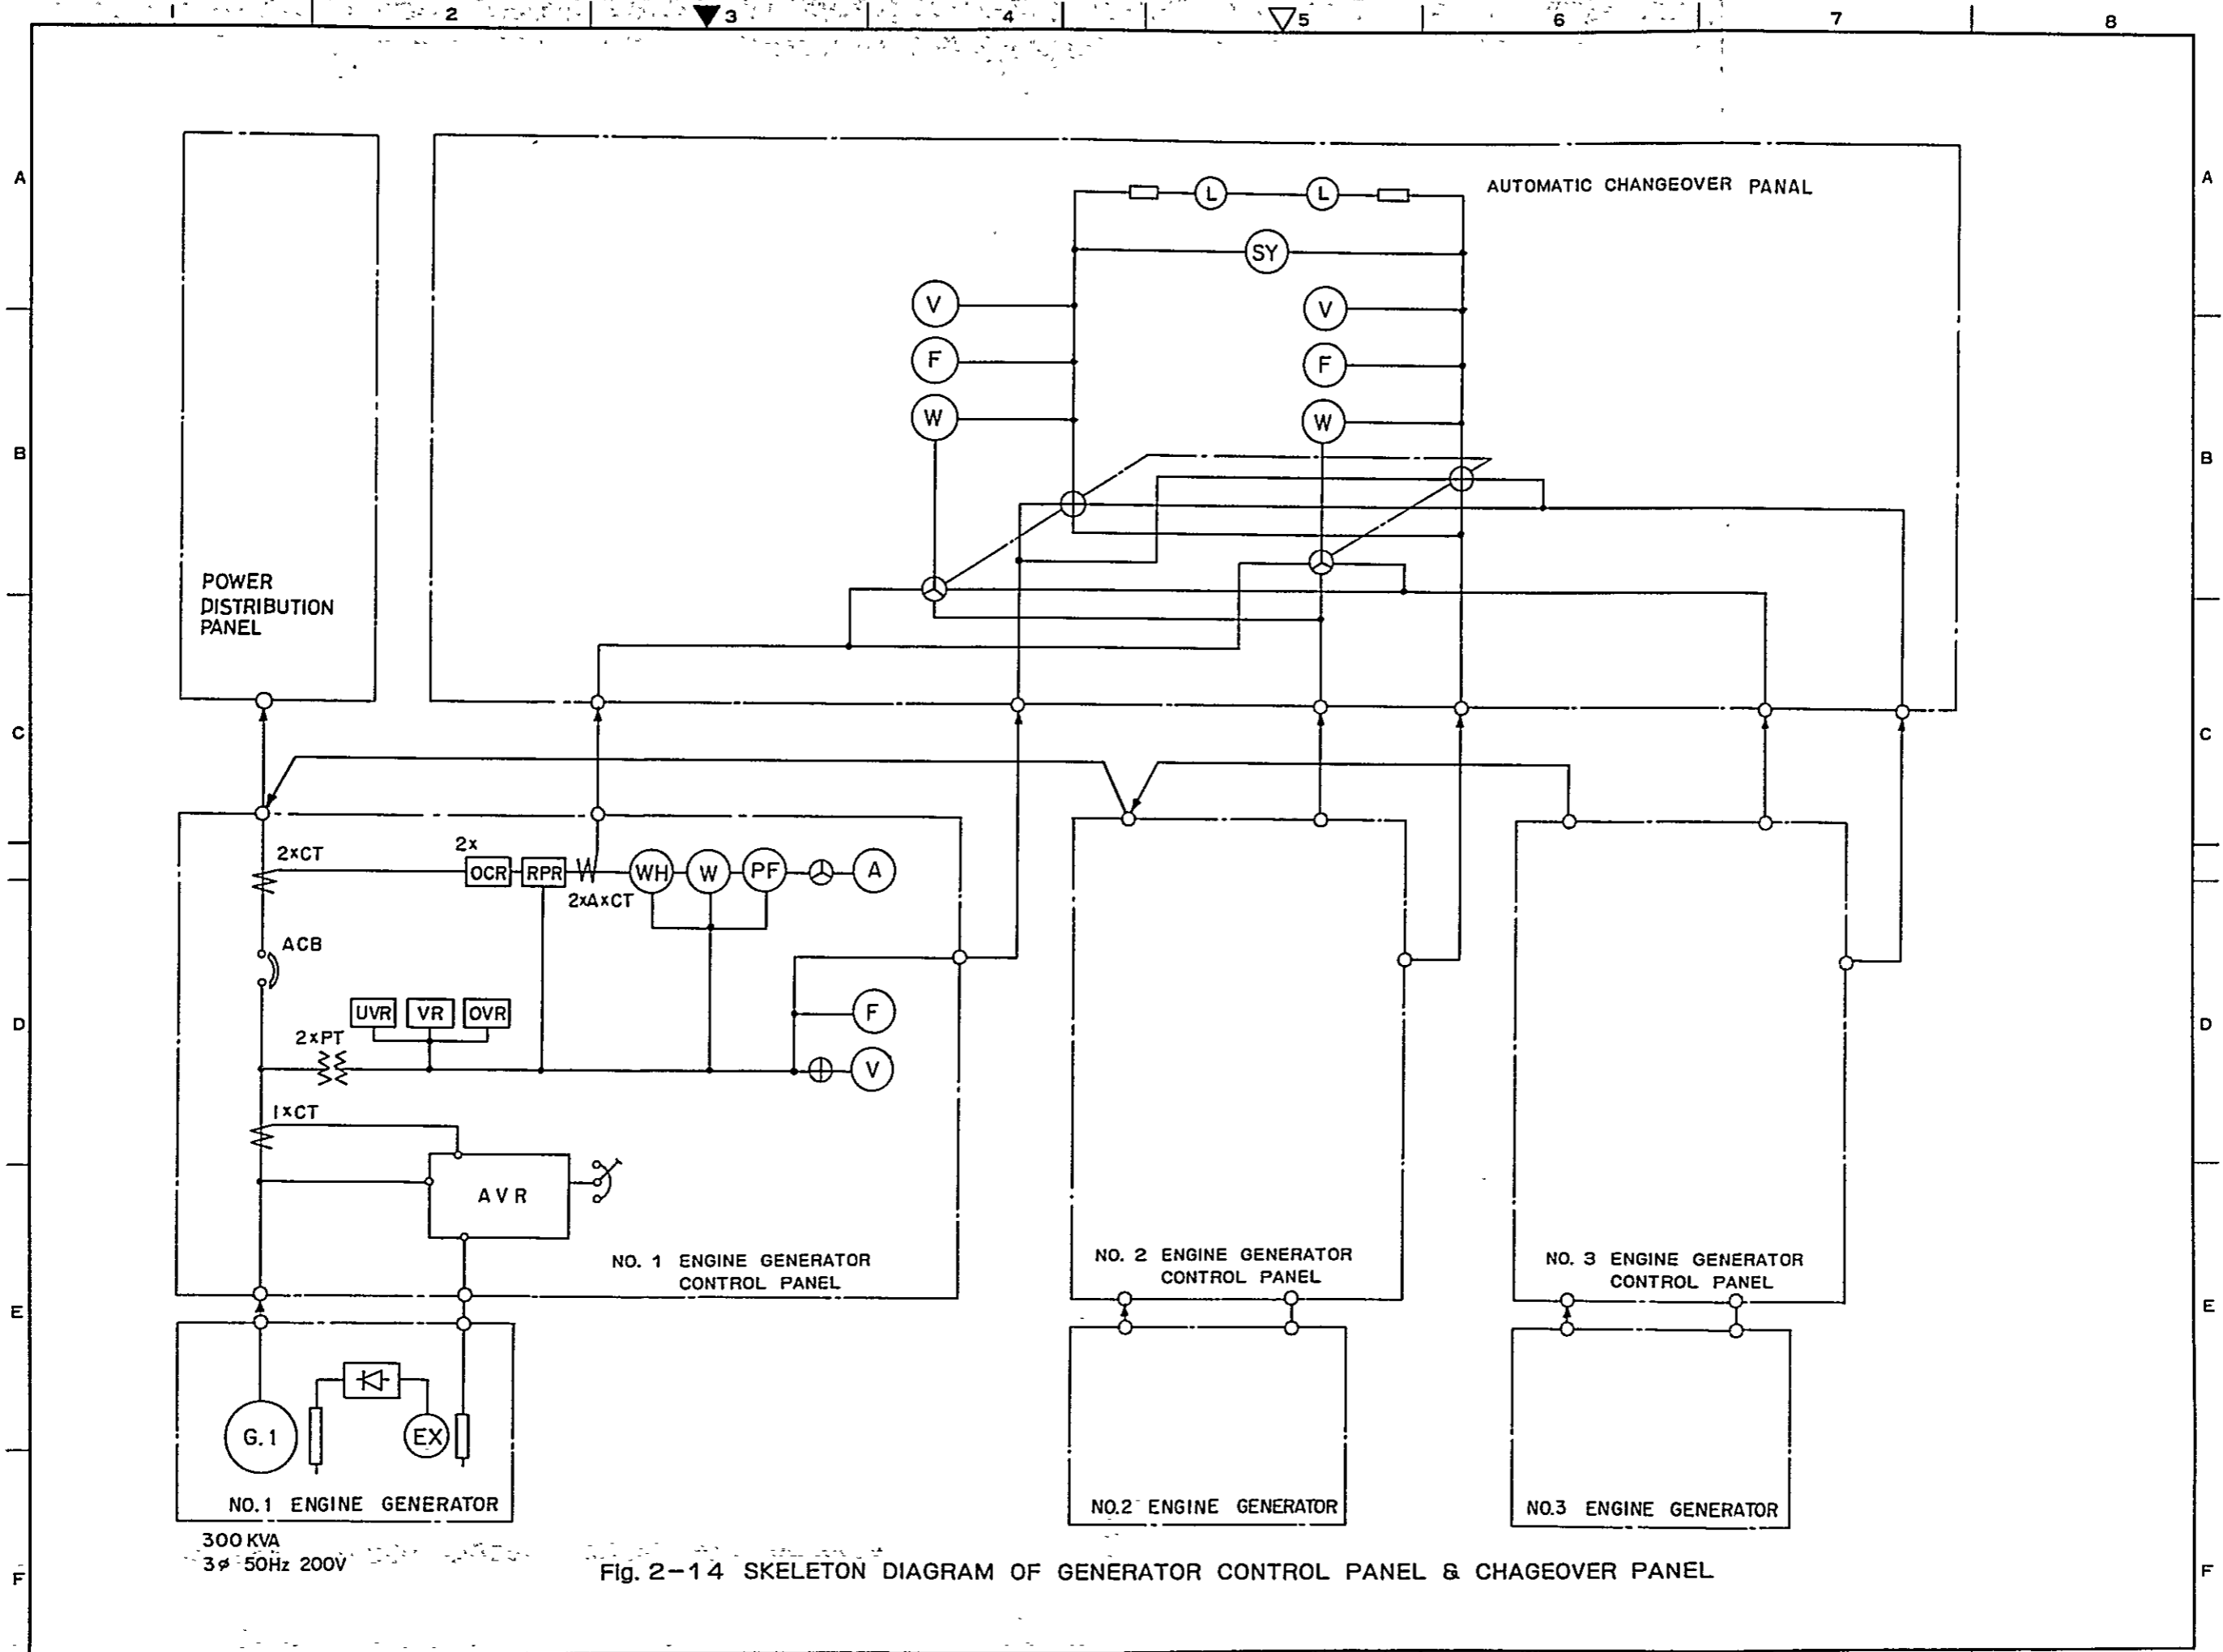 1 2 3 4 5 6 7 8
A A
AUTOMATIC CHANGEOVER PANAL
L L
SY
V V
F F
W W
B B
POWER
DISTRIBUTION
PANEL
C C
2×CT
2×
OCR RPR WH W PF A
2×A×CT
ACB
D D
UVR VR OVR F
2×PT
V
1×CT
AVR
NO. 1 ENGINE GENERATOR
CONTROL PANEL
NO. 2 ENGINE GENERATOR
CONTROL PANEL
NO. 3 ENGINE GENERATOR
CONTROL PANEL
E E
G.1 EX
NO.1 ENGINE GENERATOR
NO.2 ENGINE GENERATOR
NO.3 ENGINE GENERATOR
300 KVA
3ø 50Hz 200V
Fig. 2-14 SKELETON DIAGRAM OF GENERATOR CONTROL PANEL & CHAGEOVER PANEL
F F